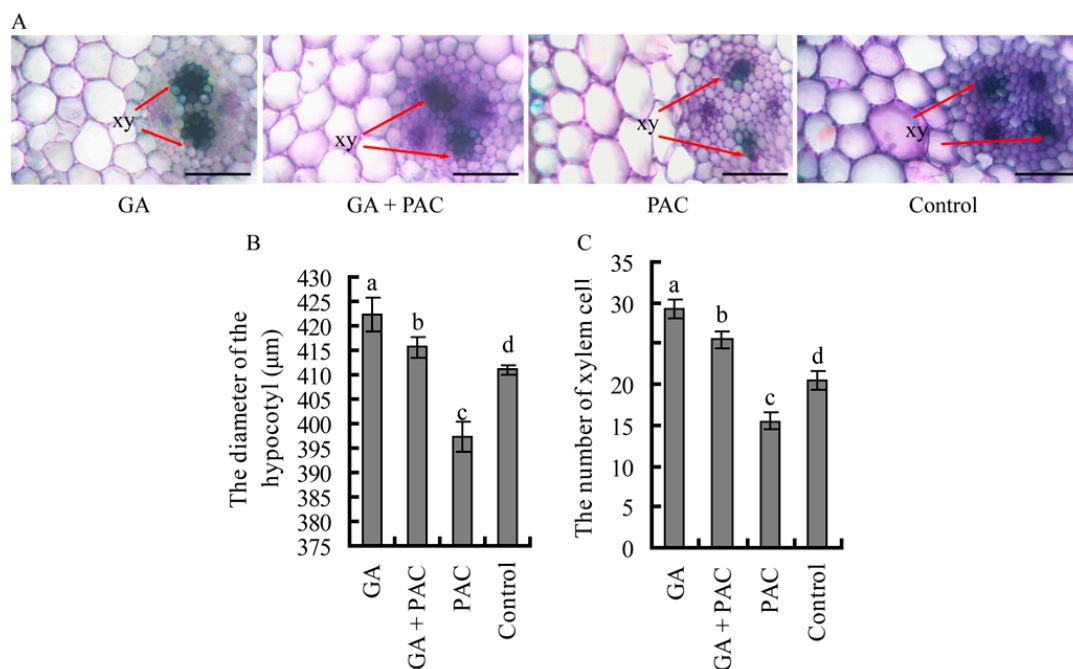 A
xy
xy
xy
xy
GA
GA + PAC
PAC
Control
B
The diameter of the
hypocotyl (μm)
430
425
420
415
410
405
400
395
390
385
380
375
a
b
c
d
GA
GA + PAC
PAC
Control
C
The number of xylem cell
35
30
25
20
15
10
5
0
a
b
c
d
GA
GA + PAC
PAC
Control